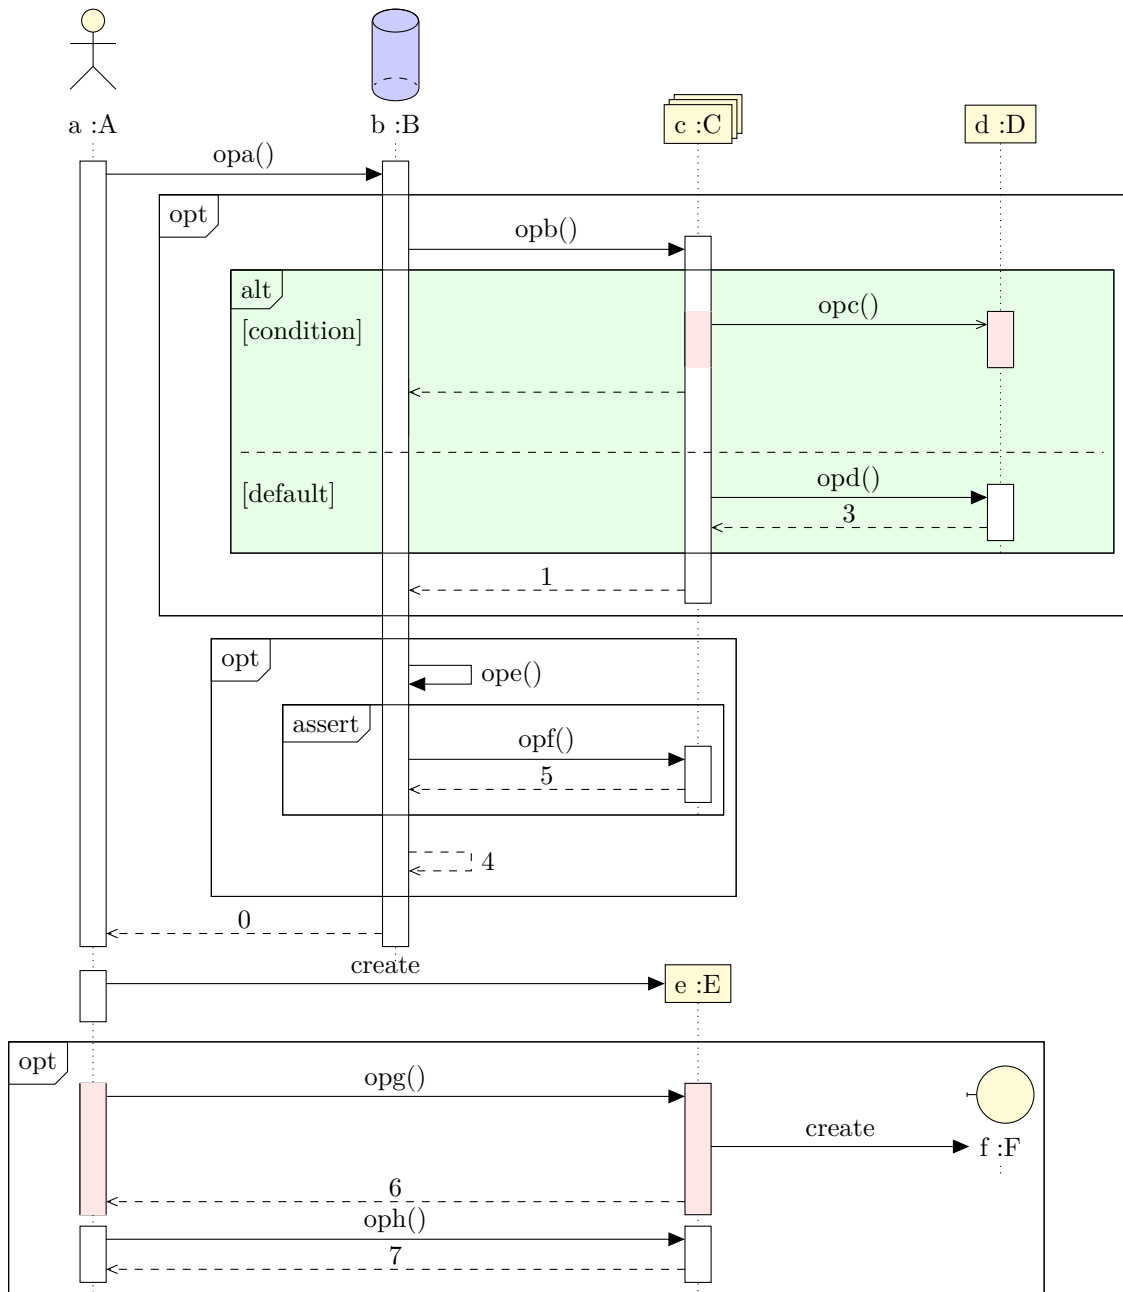 a :A
b :B
c :C
d :D
opa()
opt
opb()
alt
opc()
[condition]
opd()
[default]
3
1
opt
ope()
assert
opf()
5
4
0
create
e :E
opt
opg()
create
f :F
6
oph()
7